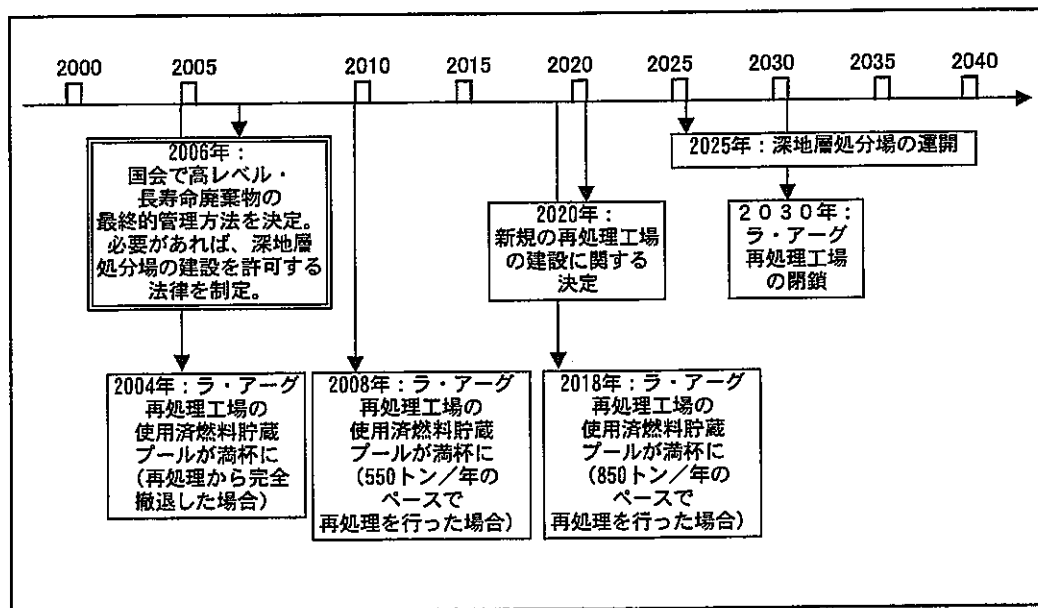 2000
2005
2010
2015
2020
2025
2030
2035
2040
2006年：
国会で高レベル・
長寿命廃棄物の
最終的管理方法を決定。
必要があれば、深地層
処分場の建設を許可する
法律を制定。
2025年：深地層処分場の運開
2020年：
新規の再処理工場
の建設に関する
決定
２０３０年：
ラ・アーグ
再処理工場
の閉鎖
2004年：ラ・アーグ
再処理工場の
使用済燃料貯蔵
プールが満杯に
（再処理から完全
撤退した場合）
2008年：ラ・アーグ
再処理工場の
使用済燃料貯蔵
プールが満杯に
（550トン／年の
ペースで
再処理を行った場合）
2018年：ラ・アーグ
再処理工場の
使用済燃料貯蔵
プールが満杯に
（850トン／年の
ペースで
再処理を行った場合）